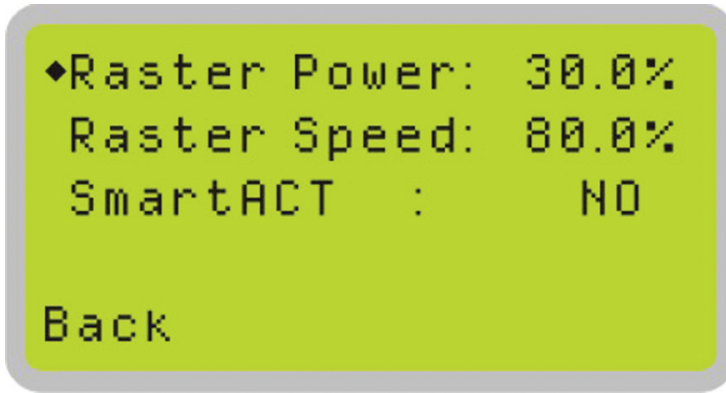 ◆Raster Power: 30.0%
Raster Speed: 80.0%
SmartACT : NO
Back